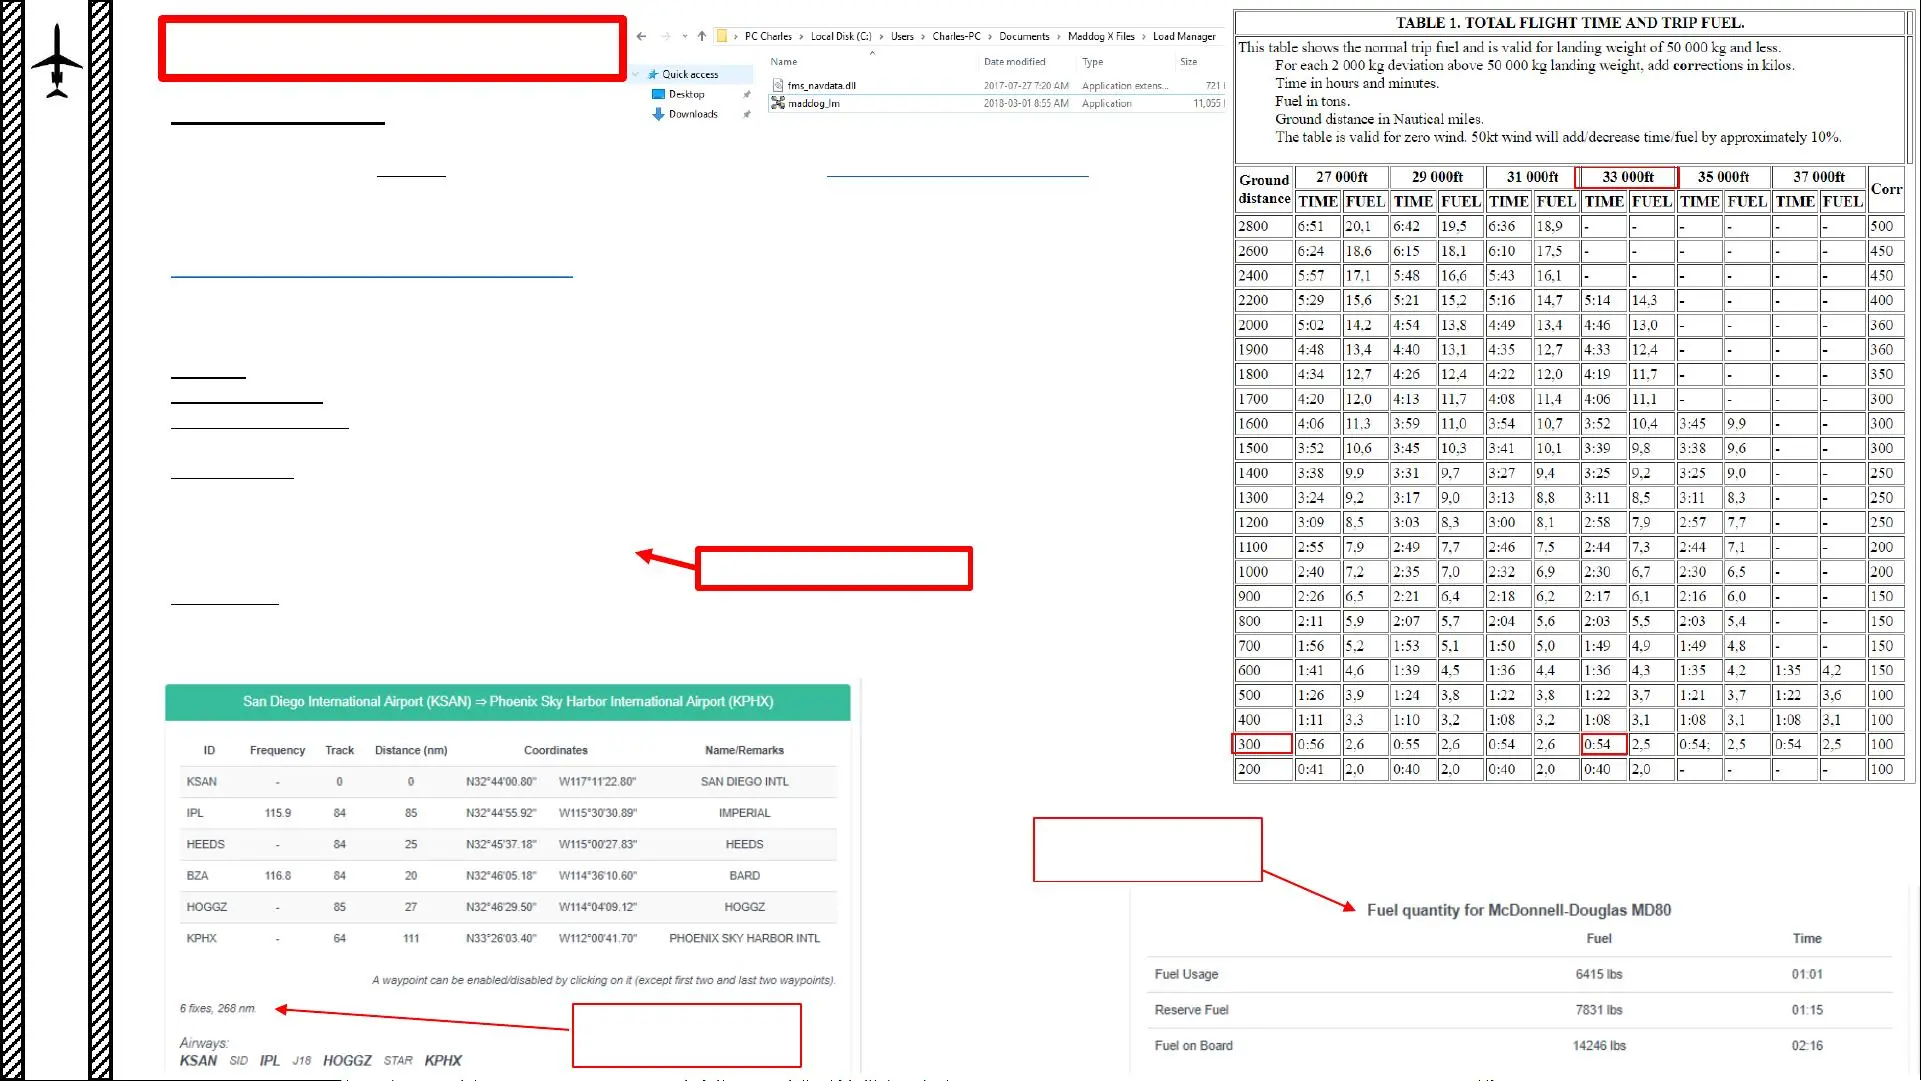 PC Charles › Local Disk (C:) › Users › Charles-PC › Documents › Maddog X Files › Load Manager
Name Date modified Type Size
Quick access
Desktop
Downloads
fms_navdata.dll 2017-07-27 7:20 AM Application extens... 721
maddog_lm 2018-03-01 8:55 AM Application 11,055
TABLE 1. TOTAL FLIGHT TIME AND TRIP FUEL.
This table shows the normal trip fuel and is valid for landing weight of 50 000 kg and less.
For each 2 000 kg deviation above 50 000 kg landing weight, add corrections in kilos.
Time in hours and minutes.
Fuel in tons.
Ground distance in Nautical miles.
The table is valid for zero wind. 50kt wind will add/decrease time/fuel by approximately 10%.
Ground distance 27 000ft 29 000ft 31 000ft 33 000ft 35 000ft 37 000ft Corr
TIME FUEL TIME FUEL TIME FUEL TIME FUEL TIME FUEL TIME FUEL
2800 6:51 20,1 6:42 19,5 6:36 18,9 - - - - - - 500
2600 6:24 18,6 6:15 18,1 6:10 17,5 - - - - - - 450
2400 5:57 17,1 5:48 16,6 5:43 16,1 - - - - - - 450
2200 5:29 15,6 5:21 15,2 5:16 14,7 5:14 14,3 - - - - 400
2000 5:02 14,2 4:54 13,8 4:49 13,4 4:46 13,0 - - - - 360
1900 4:48 13,4 4:40 13,1 4:35 12,7 4:33 12,4 - - - - 360
1800 4:34 12,7 4:26 12,4 4:22 12,0 4:19 11,7 - - - - 350
1700 4:20 12,0 4:13 11,7 4:08 11,4 4:06 11,1 - - - - 300
1600 4:06 11,3 3:59 11,0 3:54 10,7 3:52 10,4 3:45 9,9 - - 300
1500 3:52 10,6 3:45 10,3 3:41 10,1 3:39 9,8 3:38 9,6 - - 300
1400 3:38 9,9 3:31 9,7 3:27 9,4 3:25 9,2 3:25 9,0 - - 250
1300 3:24 9,2 3:17 9,0 3:13 8,8 3:11 8,5 3:11 8,3 - - 250
1200 3:09 8,5 3:03 8,3 3:00 8,1 2:58 7,9 2:57 7,7 - - 250
1100 2:55 7,9 2:49 7,7 2:46 7,5 2:44 7,3 2:44 7,1 - - 200
1000 2:40 7,2 2:35 7,0 2:32 6,9 2:30 6,7 2:30 6,5 - - 200
900 2:26 6,5 2:21 6,4 2:18 6,2 2:17 6,1 2:16 6,0 - - 150
800 2:11 5,9 2:07 5,7 2:04 5,6 2:03 5,5 2:03 5,4 - - 150
700 1:56 5,2 1:53 5,1 1:50 5,0 1:49 4,9 1:49 4,8 - - 150
600 1:41 4,6 1:39 4,5 1:36 4,4 1:36 4,3 1:35 4,2 1:35 4,2 150
500 1:26 3,9 1:24 3,8 1:22 3,8 1:22 3,7 1:21 3,7 1:22 3,6 100
400 1:11 3,3 1:10 3,2 1:08 3,2 1:08 3,1 1:08 3,1 1:08 3,1 100
300 0:56 2,6 0:55 2,6 0:54 2,6 0:54 2,5 0:54; 2,5 0:54 2,5 100
200 0:41 2,0 0:40 2,0 0:40 2,0 0:40 2,0 - - - - 100
San Diego International Airport (KSAN) ⇒ Phoenix Sky Harbor International Airport (KPHX)
ID Frequency Track Distance (nm) Coordinates Name/Remarks
KSAN - 0 0 N32°44'00.80" W117°11'22.80" SAN DIEGO INTL
IPL 115.9 84 85 N32°44'55.92" W115°30'30.89" IMPERIAL
HEEDS - 84 25 N32°45'37.18" W115°00'27.83" HEEDS
BZA 116.8 84 20 N32°46'05.18" W114°36'10.60" BARD
HOGGZ - 85 27 N32°46'29.50" W114°04'09.12" HOGGZ
KPHX - 64 111 N33°26'03.40" W112°00'41.70" PHOENIX SKY HARBOR INTL
A waypoint can be enabled/disabled by clicking on it (except first two and last two waypoints).
6 fixes, 268 nm.
Airways:
KSAN SID IPL J18 HOGGZ STAR KPHX
Fuel quantity for McDonnell-Douglas MD80
Fuel Time
Fuel Usage 6415 lbs 01:01
Reserve Fuel 7831 lbs 01:15
Fuel on Board 14246 lbs 02:16